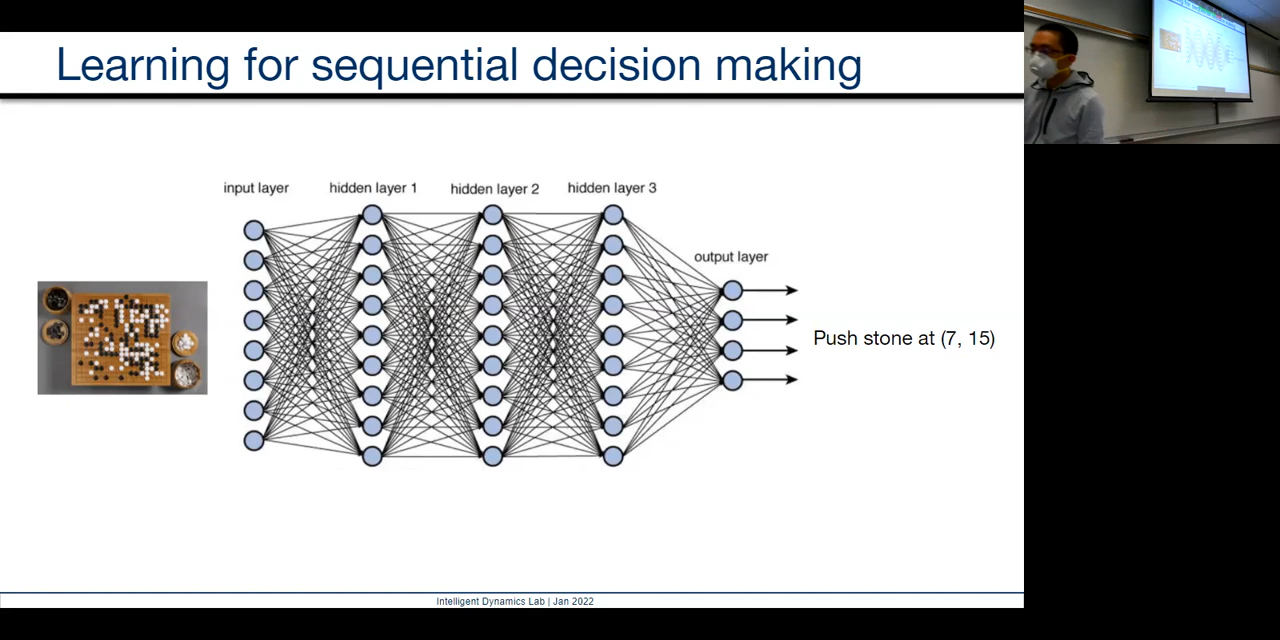 Learning for sequential decision making
input layer
hidden layer 1
hidden layer 2
hidden layer 3
output layer
Push stone at (7, 15)
Intelligent Dynamics Lab | Jan 2022